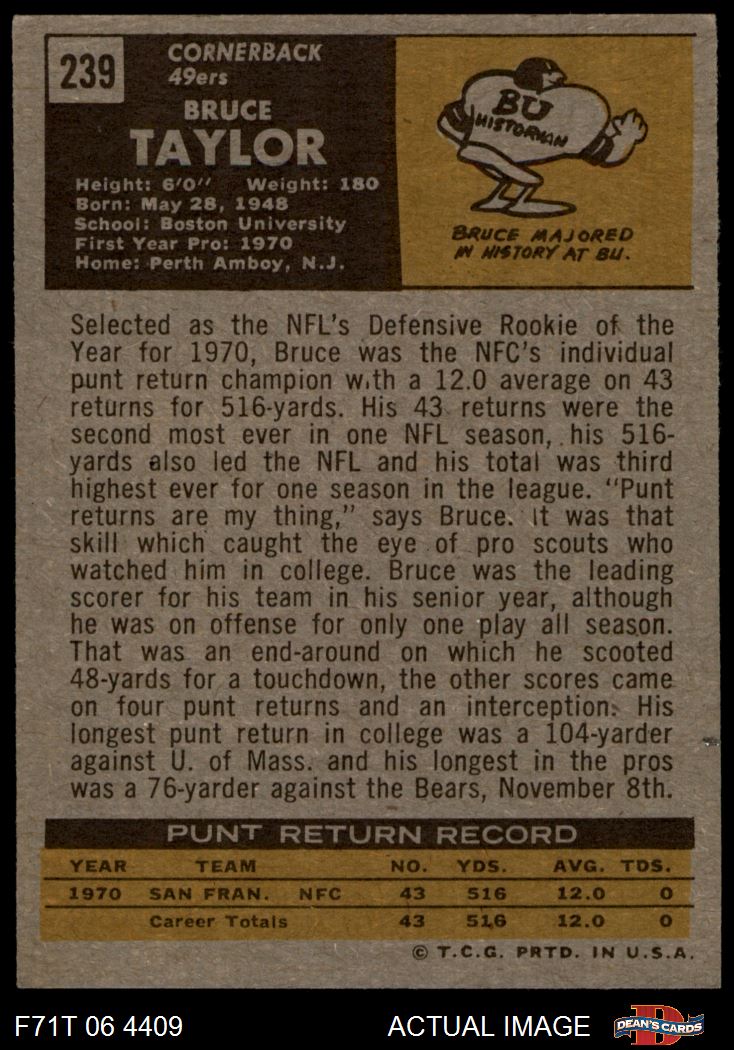 239
CORNERBACK
49ers
BRUCE
TAYLOR
Height: 6'0" Weight: 180
Born: May 28, 1948
School: Boston University
First Year Pro: 1970
Home: Perth Amboy, N.J.
BU
HISTORIAN
BRUCE MAJORED
IN HISTORY AT BU.
Selected as the NFL's Defensive Rookie of the
Year for 1970, Bruce was the NFC's individual
punt return champion with a 12.0 average on 43
returns for 516-yards. His 43 returns were the
second most ever in one NFL season, his 516-
yards also led the NFL and his total was third
highest ever for one season in the league. "Punt
returns are my thing," says Bruce. It was that
skill which caught the eye of pro scouts who
watched him in college. Bruce was the leading
scorer for his team in his senior year, although
he was on offense for only one play all season.
That was an end-around on which he scooted
48-yards for a touchdown, the other scores came
on four punt returns and an interception. His
longest punt return in college was a 104-yarder
against U. of Mass. and his longest in the pros
was a 76-yarder against the Bears, November 8th.
PUNT RETURN RECORD
YEAR TEAM NO. YDS. AVG. TDS.
1970 SAN FRAN. NFC 43 516 12.0 0
Career Totals 43 516 12.0 0
© T.C.G. PRTD. IN U.S.A.
F71T 06 4409 ACTUAL IMAGE DEAN'S CARDS